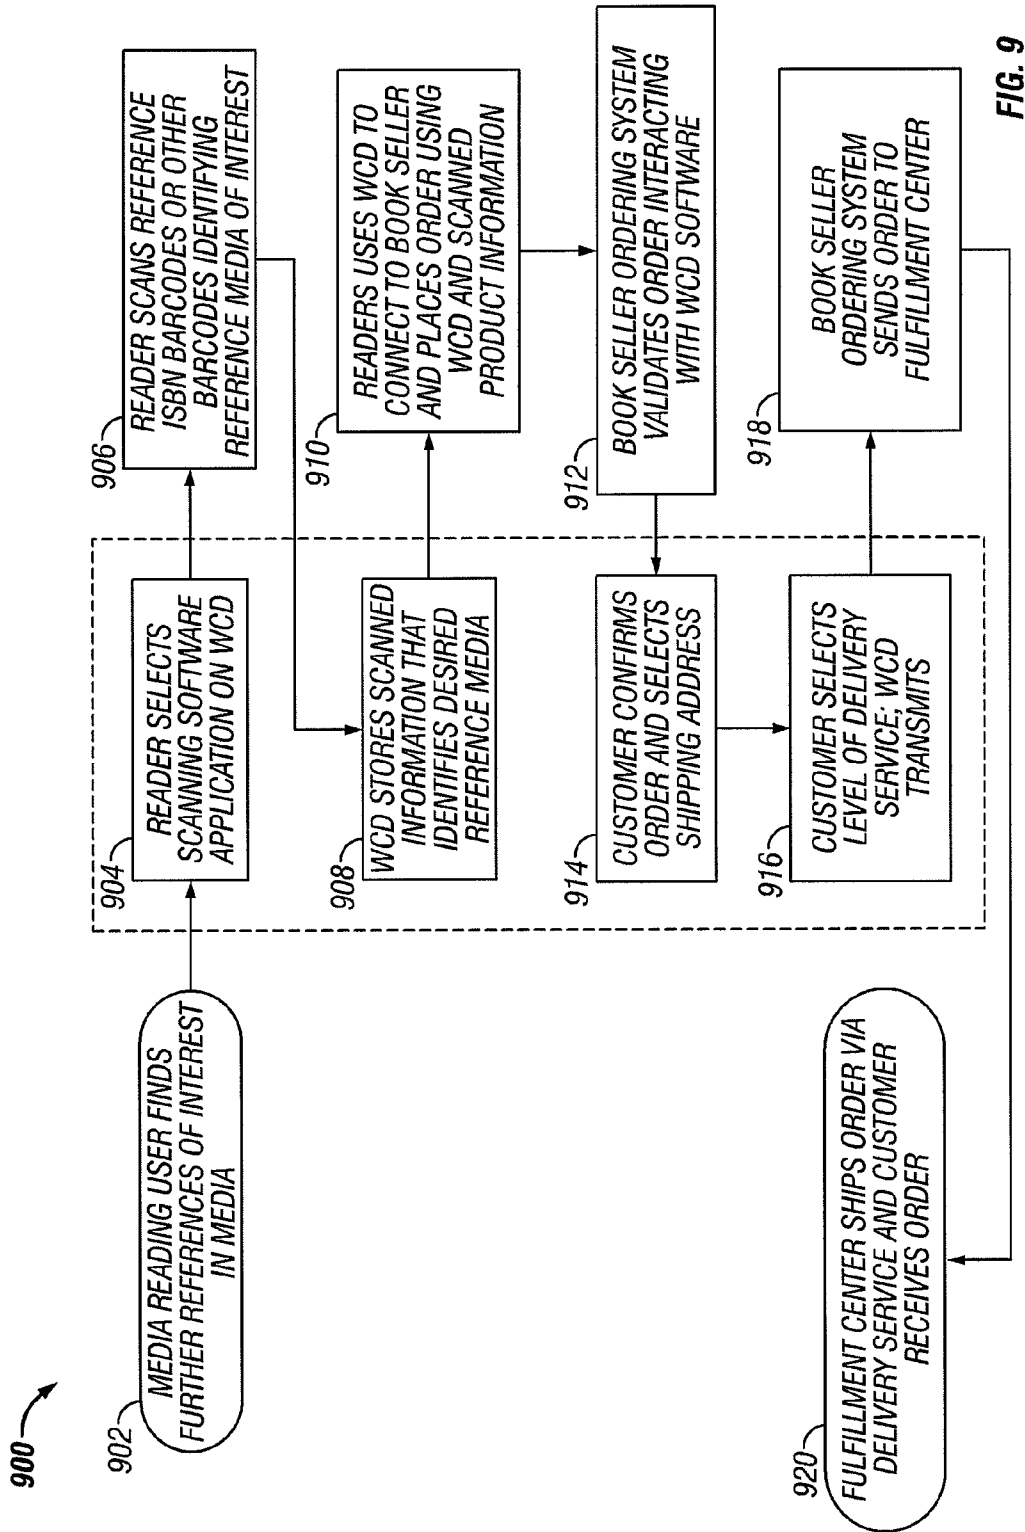 900
902
MEDIA READING USER FINDS
FURTHER REFERENCES OF INTEREST
IN MEDIA
904
READER SELECTS
SCANNING SOFTWARE
APPLICATION ON WCD
906
READER SCANS REFERENCE
ISBN BARCODES OR OTHER
BARCODES IDENTIFYING
REFERENCE MEDIA OF INTEREST
908
WCD STORES SCANNED
INFORMATION THAT
IDENTIFIES DESIRED
REFERENCE MEDIA
910
READERS USES WCD TO
CONNECT TO BOOK SELLER
AND PLACES ORDER USING
WCD AND SCANNED
PRODUCT INFORMATION
912
BOOK SELLER ORDERING SYSTEM
VALIDATES ORDER INTERACTING
WITH WCD SOFTWARE
914
CUSTOMER CONFIRMS
ORDER AND SELECTS
SHIPPING ADDRESS
916
CUSTOMER SELECTS
LEVEL OF DELIVERY
SERVICE; WCD
TRANSMITS
918
BOOK SELLER
ORDERING SYSTEM
SENDS ORDER TO
FULFILLMENT CENTER
920
FULFILLMENT CENTER SHIPS ORDER VIA
DELIVERY SERVICE AND CUSTOMER
RECEIVES ORDER
FIG. 9